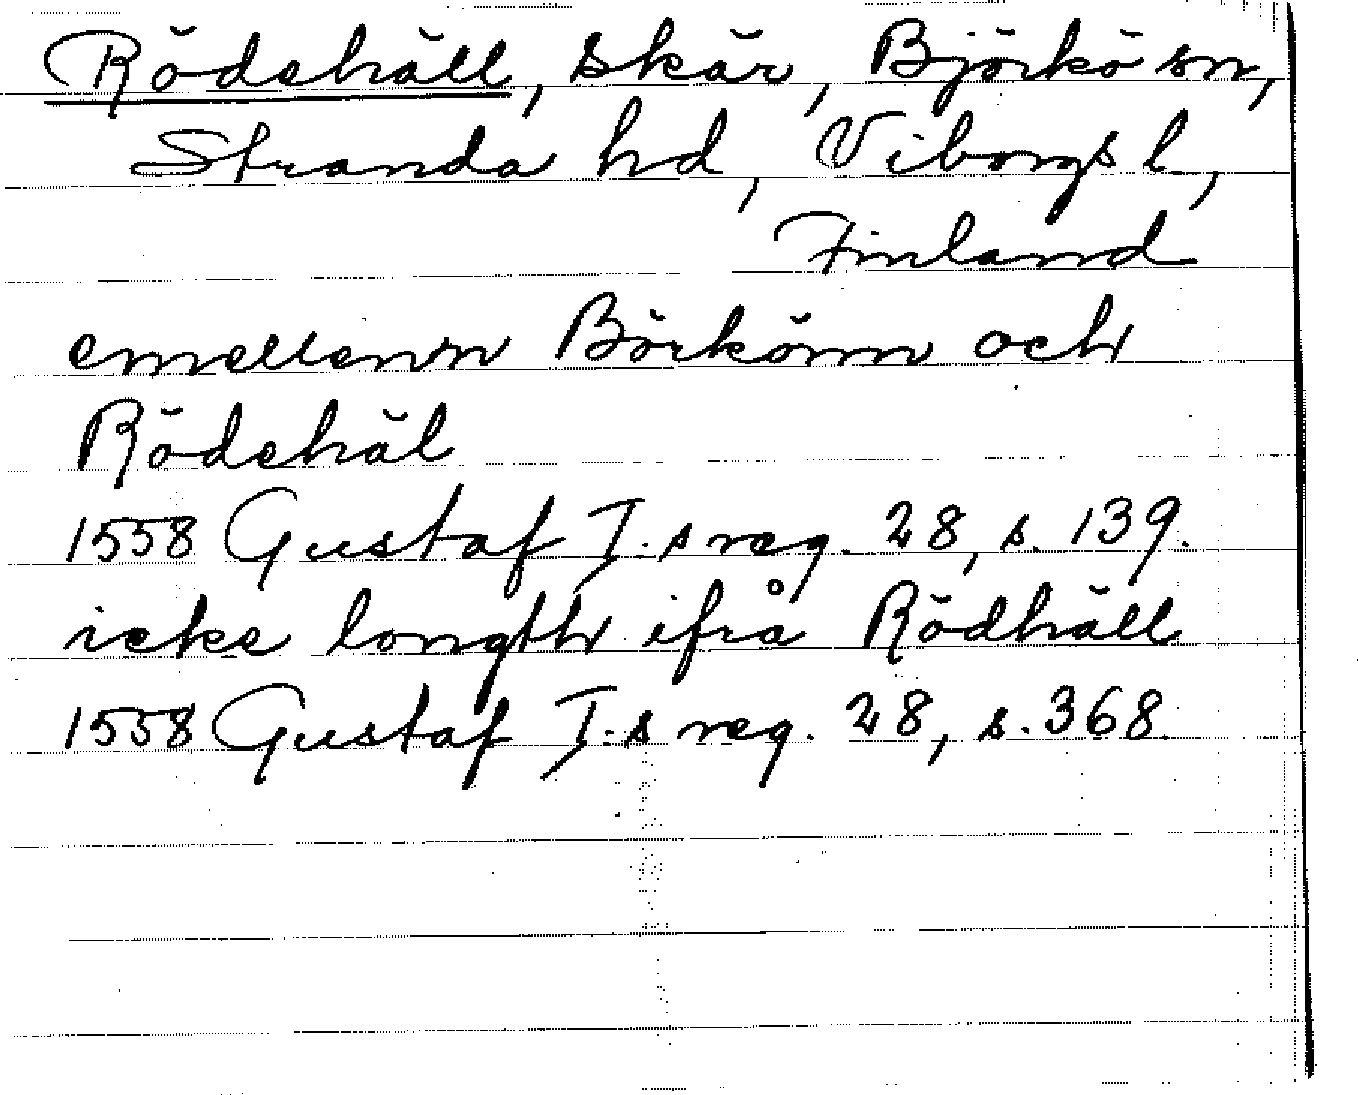 Rödehäll, skär, Björkö sn,
Stranda hd, Viborgs l,
Finland
emellenn Börkönn och
Rödehäl
1558 Gustaf I.s reg. 28, s. 139.
icke longth ifrå Rödhäll
1558 Gustaf I.s reg. 28, s. 368.